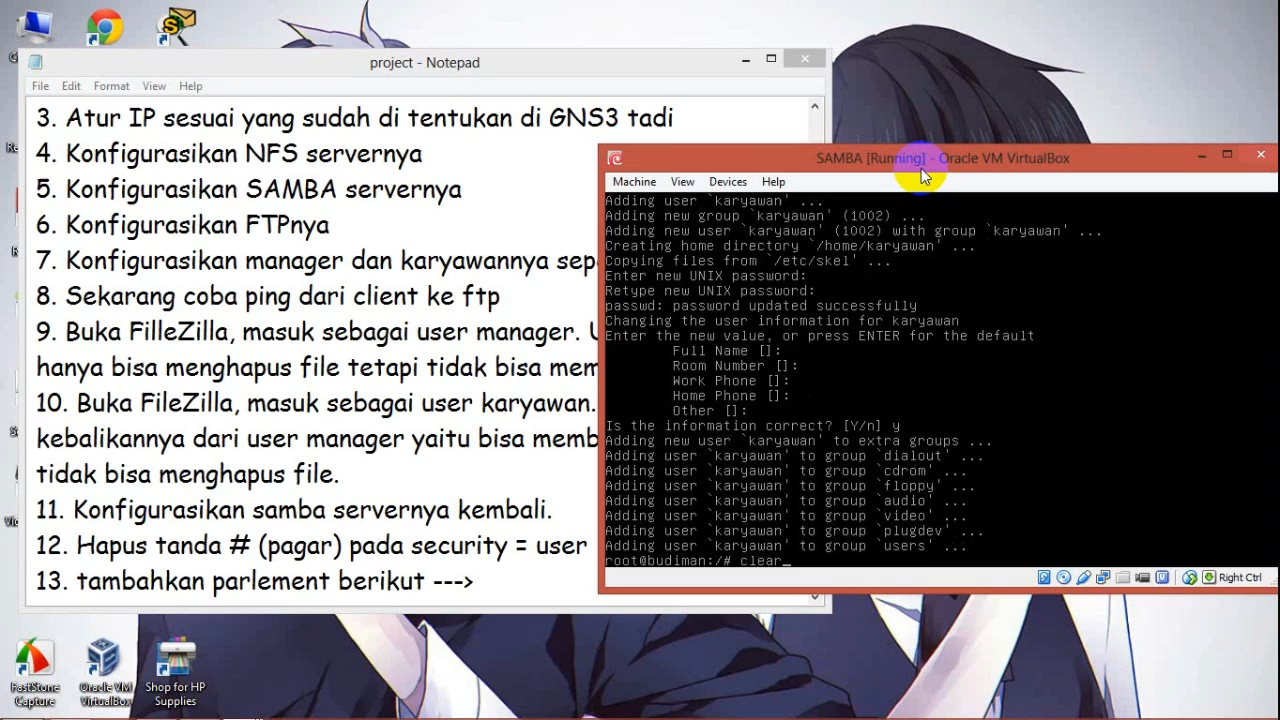 project - Notepad
File Edit Format View Help
3. Atur IP sesuai yang sudah di tentukan di GNS3 tadi
4. Konfigurasikan NFS servernya
5. Konfigurasikan SAMBA servernya
6. Konfigurasikan FTPnya
7. Konfigurasikan manager dan karyawannya sep
8. Sekarang coba ping dari client ke ftp
9. Buka FilleZilla, masuk sebagai user manager. U
hanya bisa menghapus file tetapi tidak bisa mem
10. Buka FileZilla, masuk sebagai user karyawan.
kebalikannya dari user manager yaitu bisa memb
tidak bisa menghapus file.
11. Konfigurasikan samba servernya kembali.
12. Hapus tanda # (pagar) pada security = user
13. tambahkan parlement berikut --->
SAMBA [Running] - Oracle VM VirtualBox
Machine View Devices Help
Adding user `karyawan' ...
Adding new group `karyawan' (1002) ...
Adding new user `karyawan' (1002) with group `karyawan' ...
Creating home directory `/home/karyawan' ...
Copying files from `/etc/skel' ...
Enter new UNIX password:
Retype new UNIX password:
passwd: password updated successfully
Changing the user information for karyawan
Enter the new value, or press ENTER for the default
Full Name []:
Room Number []:
Work Phone []:
Home Phone []:
Other []:
Is the information correct? [Y/n] y
Adding new user `karyawan' to extra groups ...
Adding user `karyawan' to group `dialout' ...
Adding user `karyawan' to group `cdrom' ...
Adding user `karyawan' to group `floppy' ...
Adding user `karyawan' to group `audio' ...
Adding user `karyawan' to group `video' ...
Adding user `karyawan' to group `plugdev' ...
Adding user `karyawan' to group `users' ...
root@budiman:/# clear_
Right Ctrl
FastStone
Capture
Oracle VM
VirtualBox
Shop for HP
Supplies